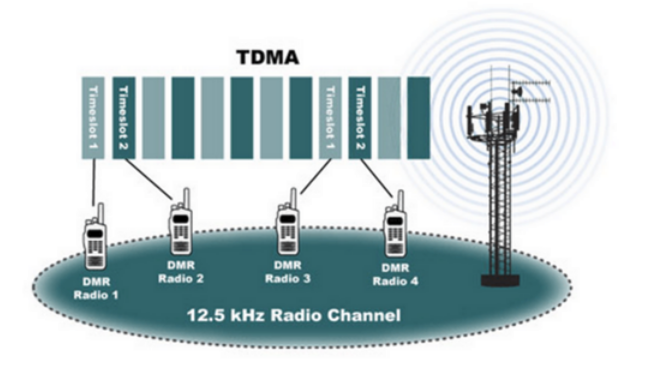 TDMA
Timeslot 1
Timeslot 2
Timeslot 1
Timeslot 2
DMR
Radio 1
DMR
Radio 2
DMR
Radio 3
DMR
Radio 4
12.5 kHz Radio Channel